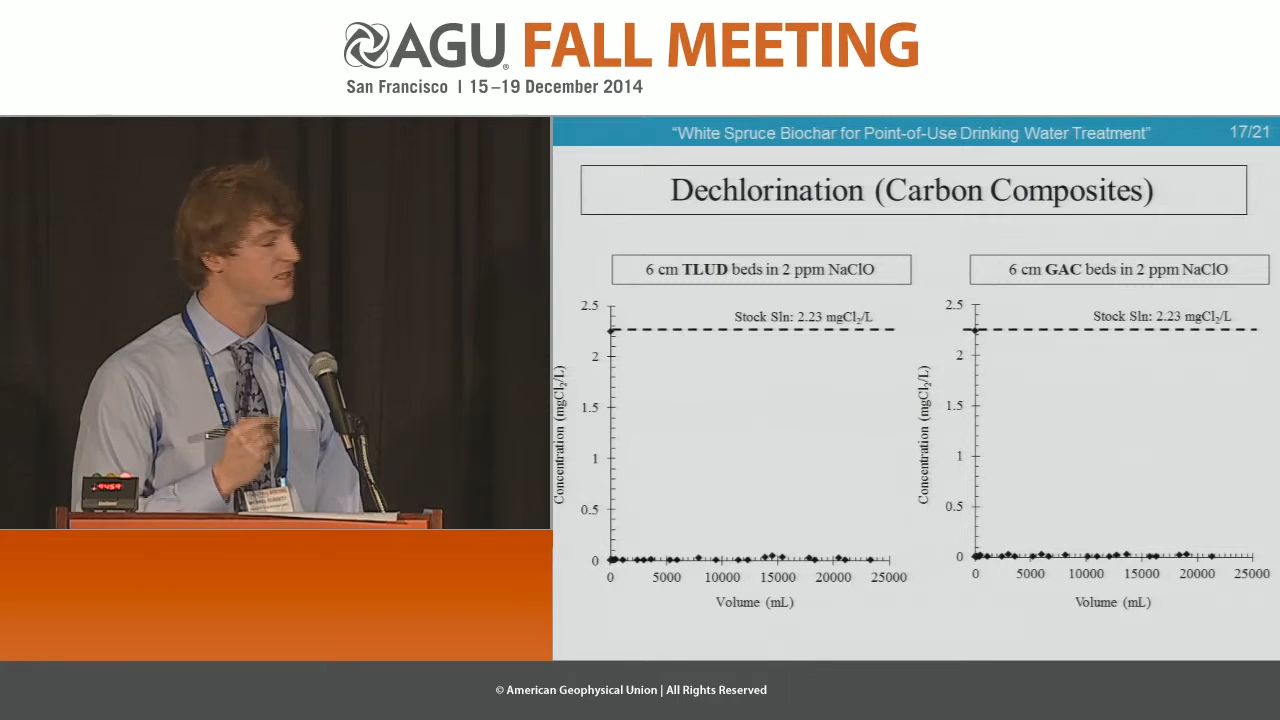 AGU FALL MEETING
San Francisco | 15–19 December 2014
"White Spruce Biochar for Point-of-Use Drinking Water Treatment"
17/21
Dechlorination (Carbon Composites)
6 cm TLUD beds in 2 ppm NaClO
Stock Sln: 2.23 mgCl₂/L
Concentration (mgCl₂/L)
2.5
2
1.5
1
0.5
0
0 5000 10000 15000 20000 25000
Volume (mL)
6 cm GAC beds in 2 ppm NaClO
Stock Sln: 2.23 mgCl₂/L
Concentration (mgCl₂/L)
2.5
2
1.5
1
0.5
0
0 5000 10000 15000 20000 25000
Volume (mL)
© American Geophysical Union | All Rights Reserved